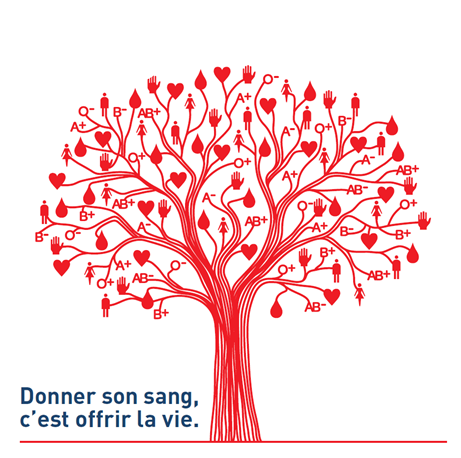 O-
A+
O- B- AB+
B-
A+ A- O+
O+ O+ A-
AB+
A+
AB-
A-
AB+ O- O+
B+
AB+
A- A+ B-
B- O- B+
B+
A+ O- O+
AB- AB+
O+
AB-
B+
Donner son sang,
c'est offrir la vie.